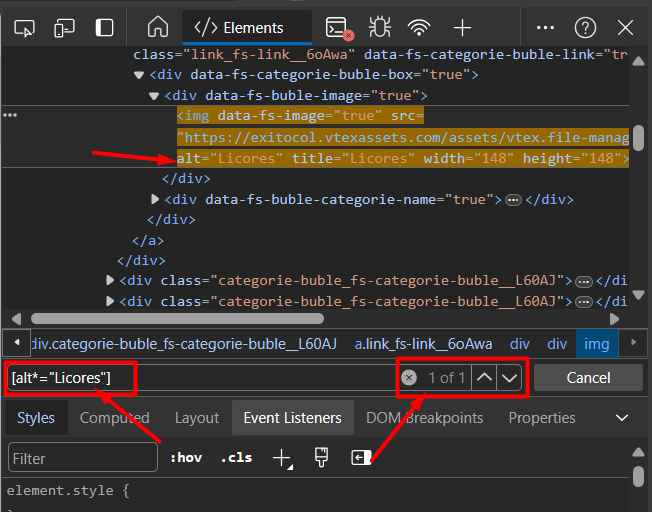 Elements
class="link_fs-link__6oAwa" data-fs-categorie-buble-link="tr
▼<div data-fs-categorie-buble-box="true">
▼<div data-fs-buble-image="true">
<img data-fs-image="true" src=
"https://exitocol.vtexassets.com/assets/vtex.file-manag
alt="Licores" title="Licores" width="148" height="148">
</div>
▶<div data-fs-buble-categorie-name="true">…</div>
</div>
</a>
</div>
▶<div class="categorie-buble_fs-categorie-buble__L60AJ">…</di
▶<div class="categorie-buble_fs-categorie-buble__L60AJ">…</di
div.categorie-buble_fs-categorie-buble__L60AJ a.link_fs-link__6oAwa div div img
[alt*="Licores"] 1 of 1 Cancel
Styles Computed Layout Event Listeners DOM Breakpoints Properties
Filter :hov .cls
element.style {